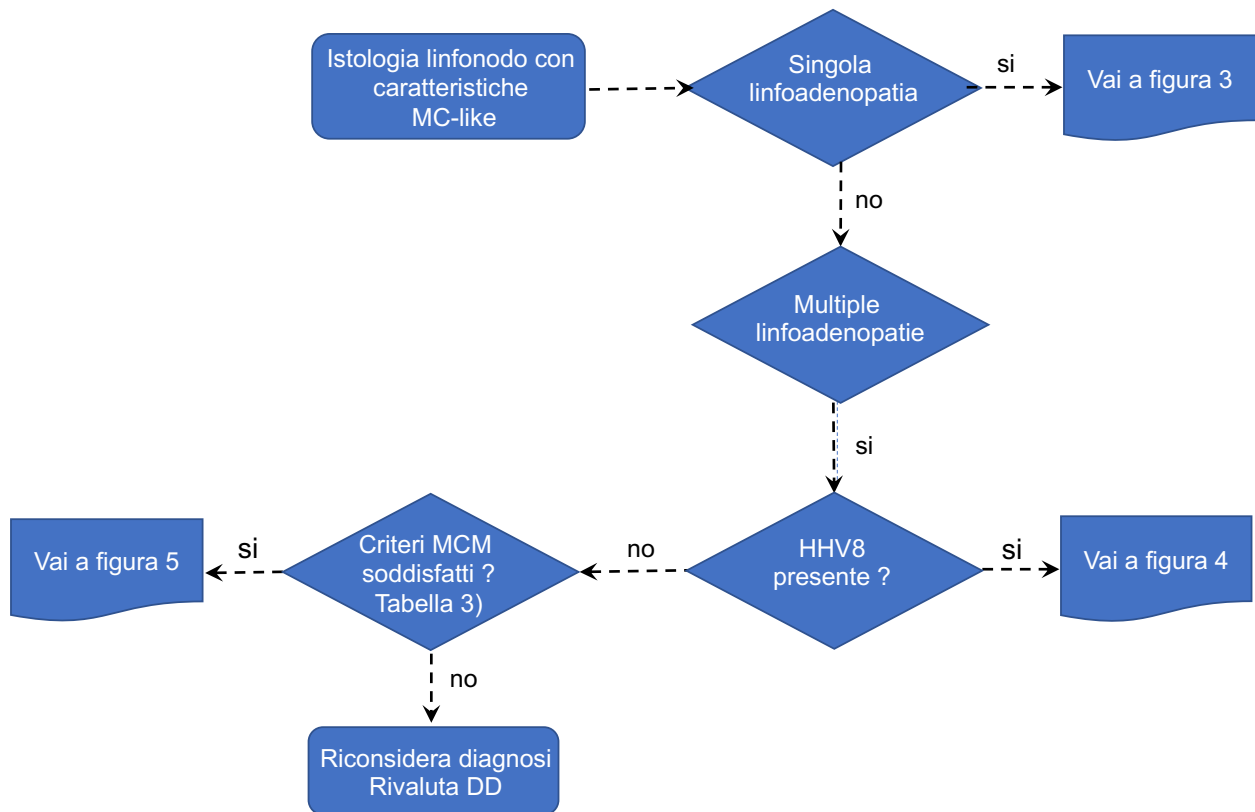 Istologia linfonodo con
caratteristiche
MC-like
Singola
linfoadenopatia
si
Vai a figura 3
no
Multiple
linfoadenopatie
si
HHV8
presente ?
si
Vai a figura 4
no
Criteri MCM
soddisfatti ?
Tabella 3)
si
Vai a figura 5
no
Riconsidera diagnosi
Rivaluta DD